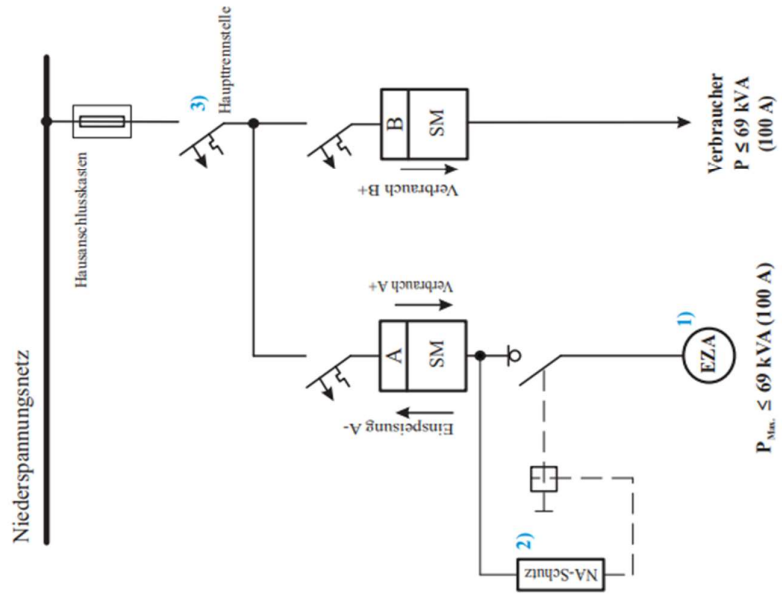 Niederspannungsnetz
Hausanschlusskasten
3)
Haupttrennstelle
A
SM
Einspeisung A-
Verbrauch A+
B
SM
Verbrauch B+
2)
NA-Schutz
1)
EZA
P Max. ≤ 69 kVA (100 A)
Verbraucher
P ≤ 69 kVA
(100 A)